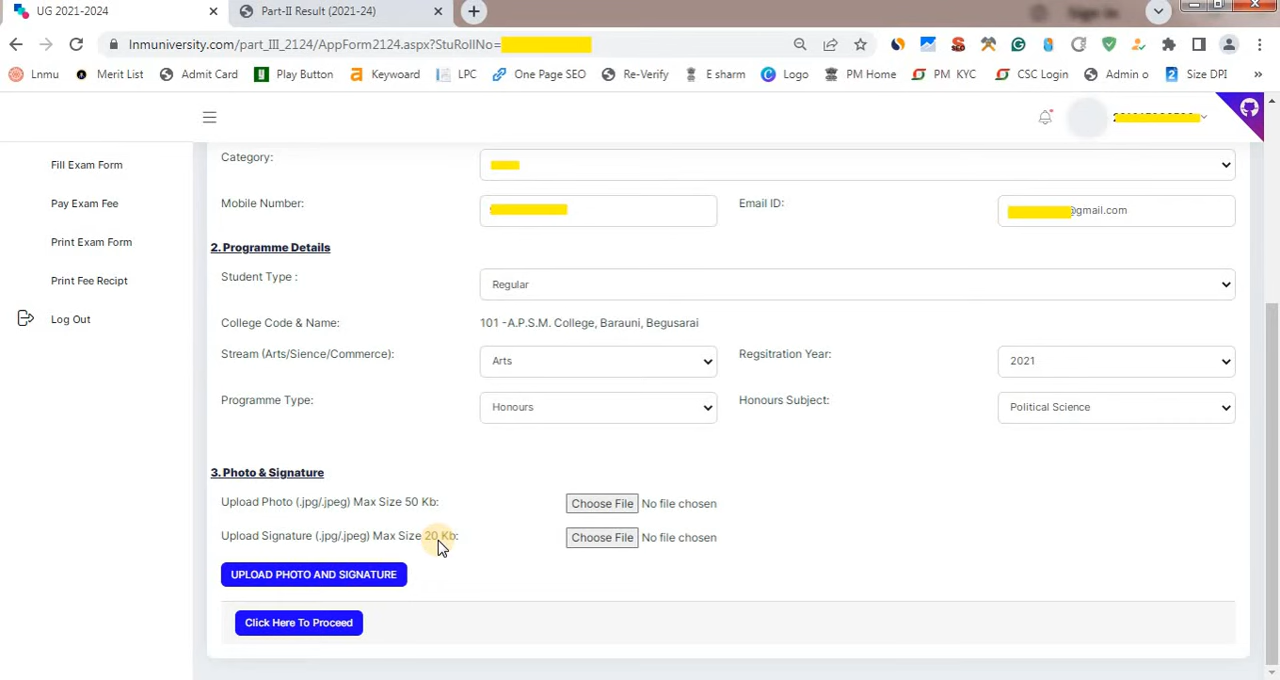 UG 2021-2024
Part-II Result (2021-24)
Sign in
lnmuniversity.com/part_III_2124/AppForm2124.aspx?StuRollNo=
Lnmu
Merit List
Admit Card
Play Button
Keywoard
LPC
One Page SEO
Re-Verify
E sharm
Logo
PM Home
PM KYC
CSC Login
Admin o
Size DPI
»
Fill Exam Form
Pay Exam Fee
Print Exam Form
Print Fee Recipt
Log Out
Category:
Mobile Number:
Email ID:
@gmail.com
2. Programme Details
Student Type :
Regular
College Code & Name:
101 -A.P.S.M. College, Barauni, Begusarai
Stream (Arts/Sience/Commerce):
Arts
Regsitration Year:
2021
Programme Type:
Honours
Honours Subject:
Political Science
3. Photo & Signature
Upload Photo (.jpg/.jpeg) Max Size 50 Kb:
Choose File No file chosen
Upload Signature (.jpg/.jpeg) Max Size 20 Kb:
Choose File No file chosen
UPLOAD PHOTO AND SIGNATURE
Click Here To Proceed